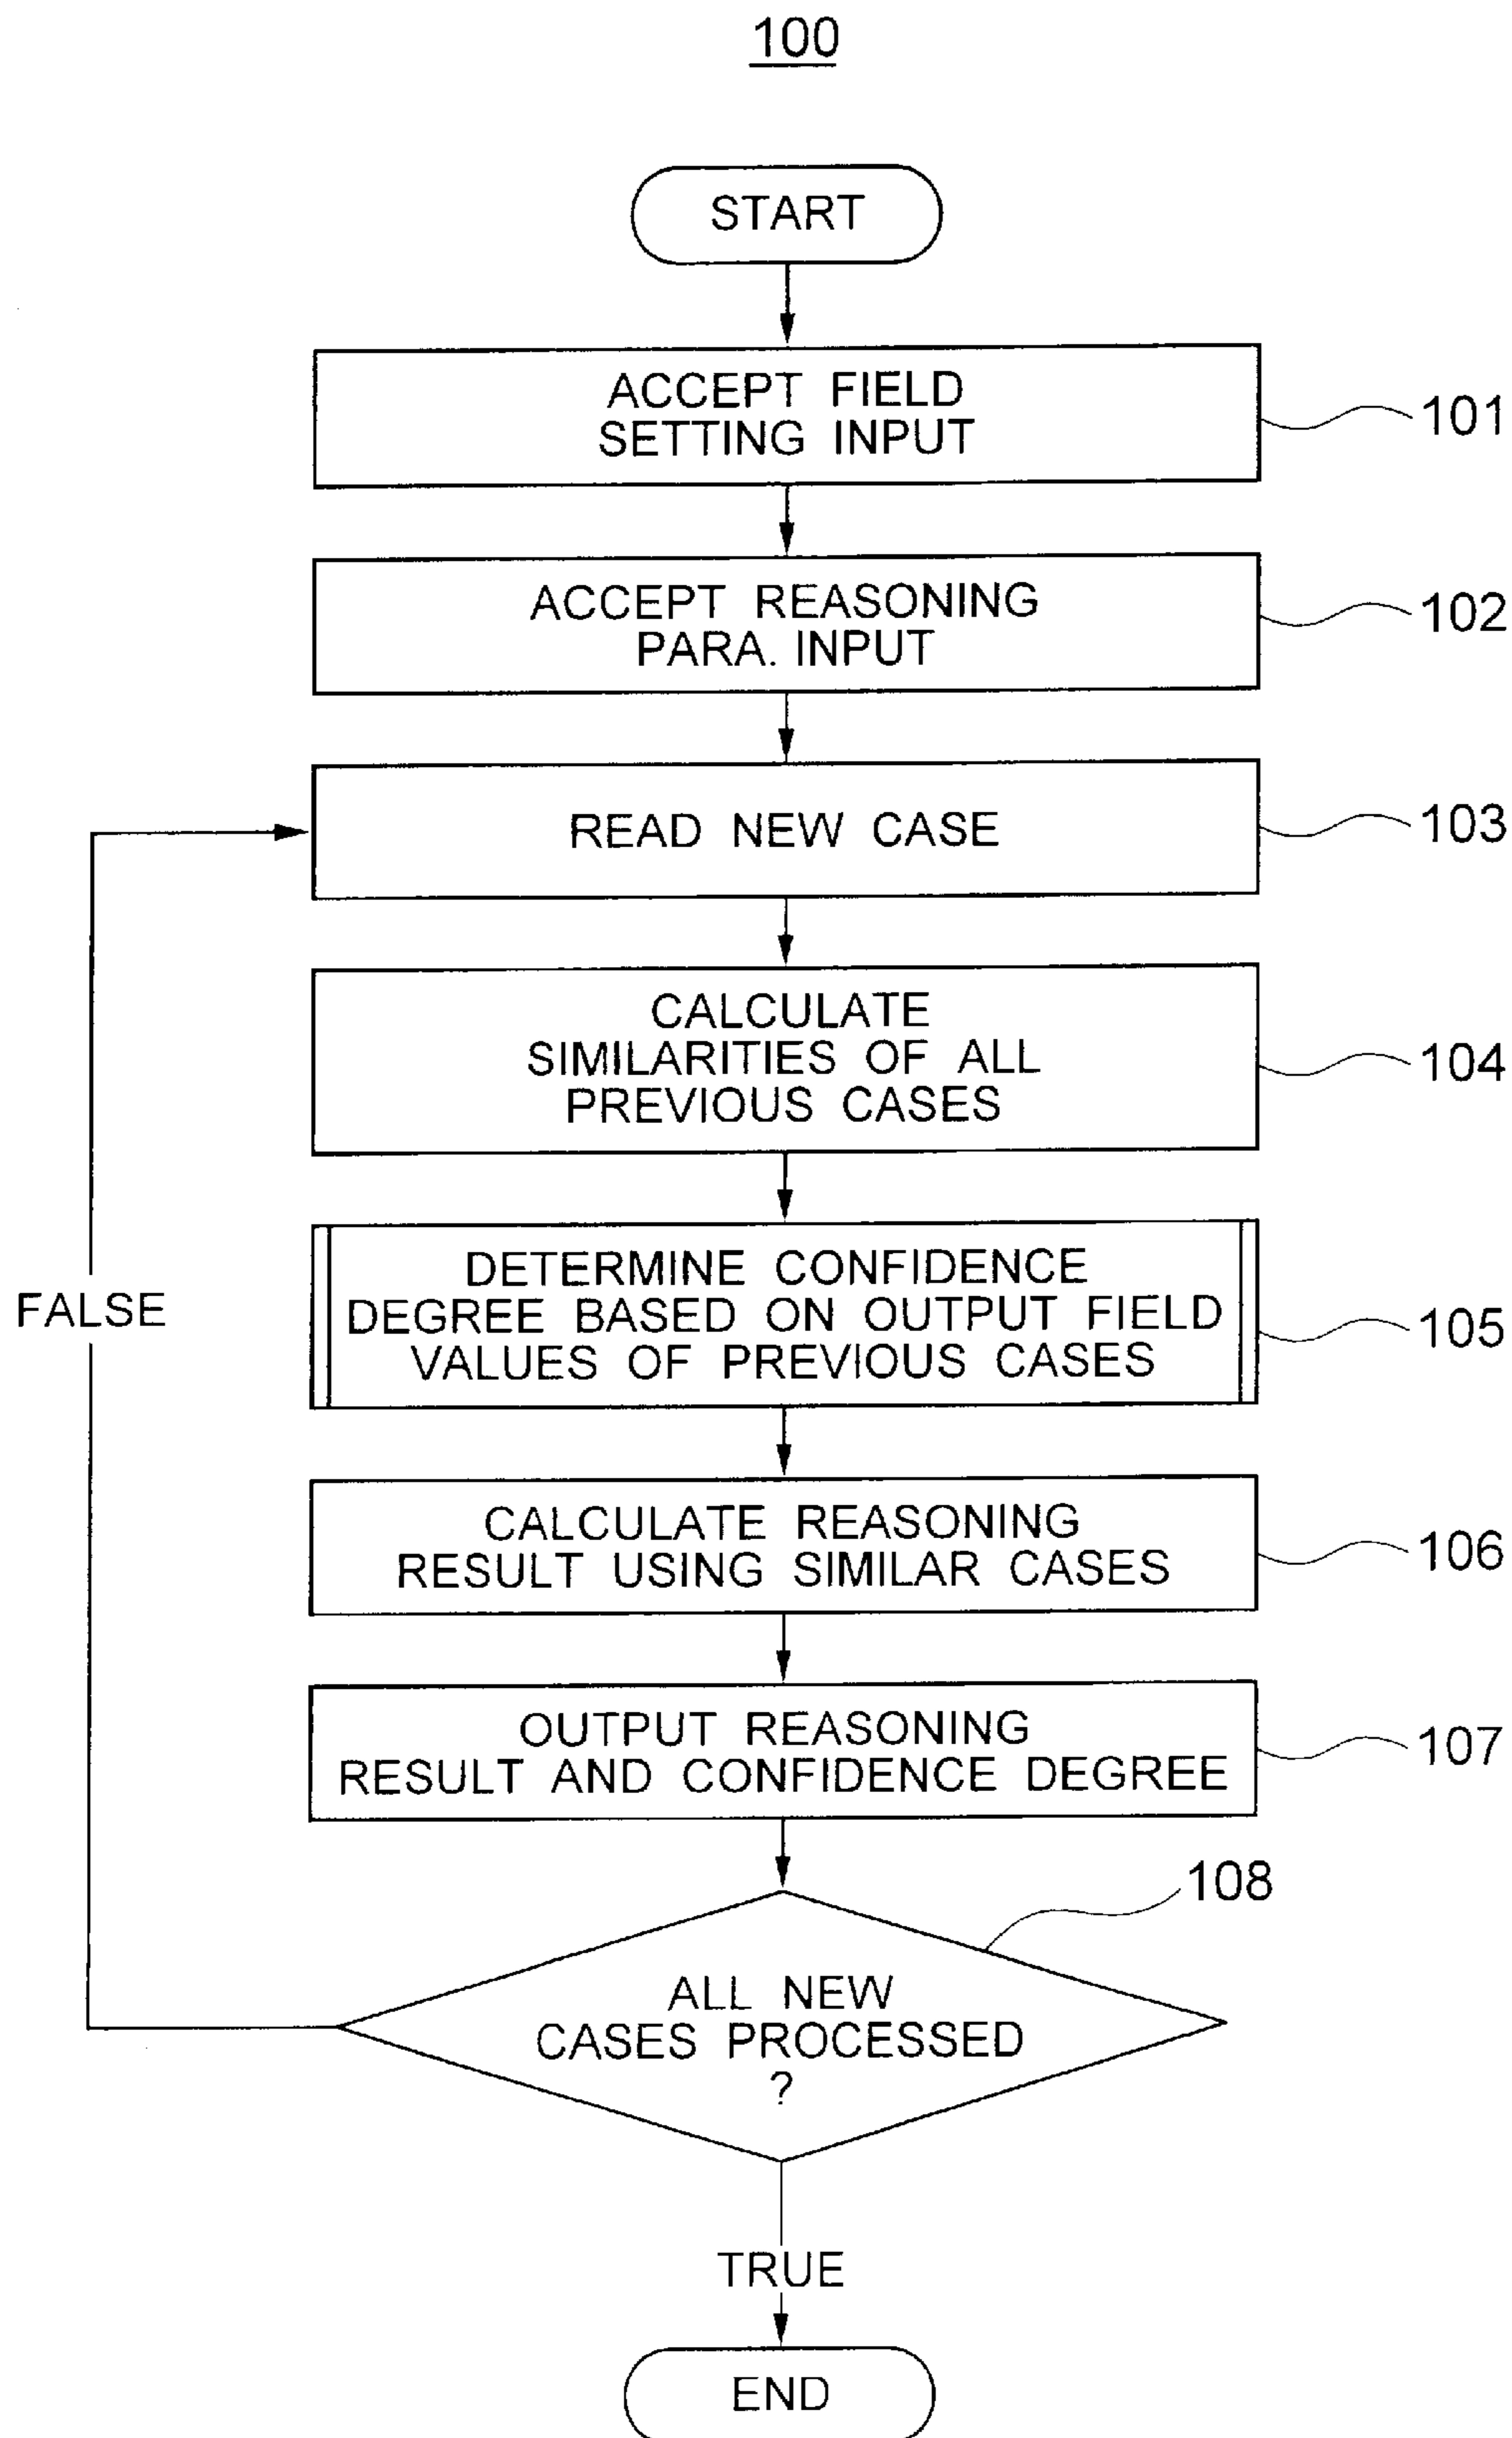 100
START
ACCEPT FIELD
SETTING INPUT
101
ACCEPT REASONING
PARA. INPUT
102
READ NEW CASE
103
CALCULATE
SIMILARITIES OF ALL
PREVIOUS CASES
104
DETERMINE CONFIDENCE
DEGREE BASED ON OUTPUT FIELD
VALUES OF PREVIOUS CASES
105
FALSE
CALCULATE REASONING
RESULT USING SIMILAR CASES
106
OUTPUT REASONING
RESULT AND CONFIDENCE DEGREE
107
108
ALL NEW
CASES PROCESSED
?
TRUE
END